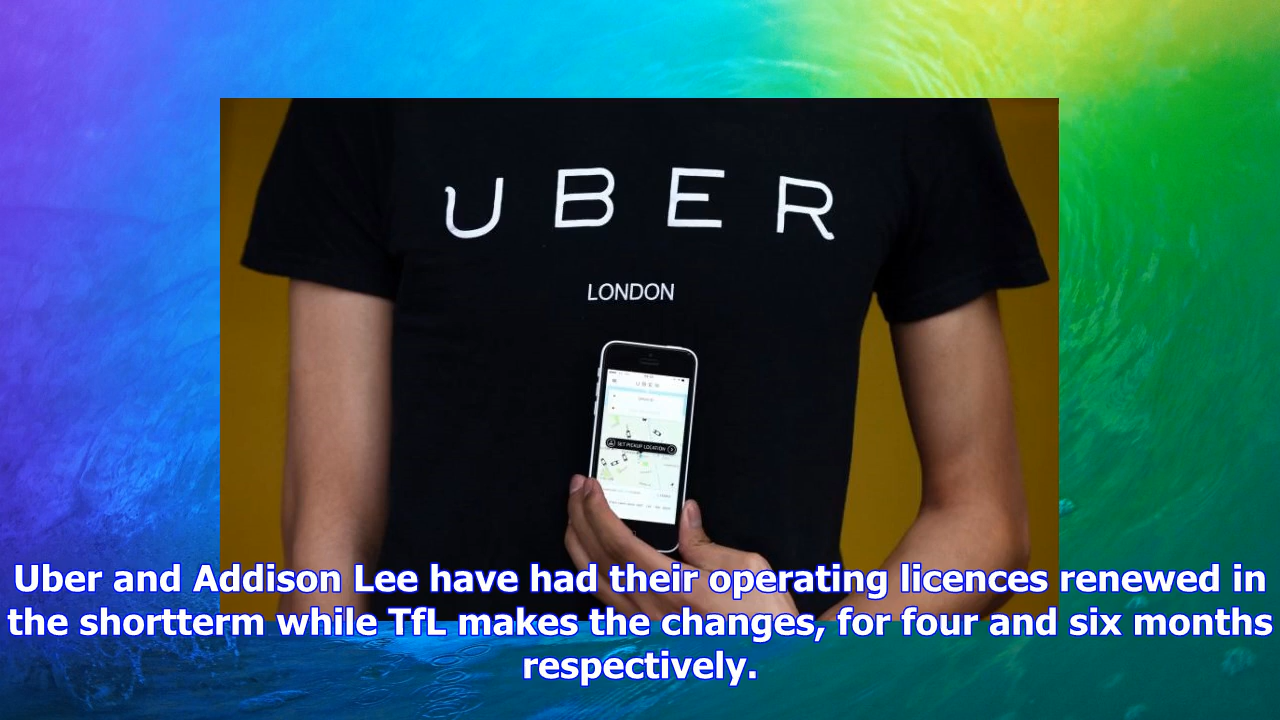 UBER
LONDON
UBER
SET PICKUP LOCATION
Uber and Addison Lee have had their operating licences renewed in
the shortterm while TfL makes the changes, for four and six months
respectively.